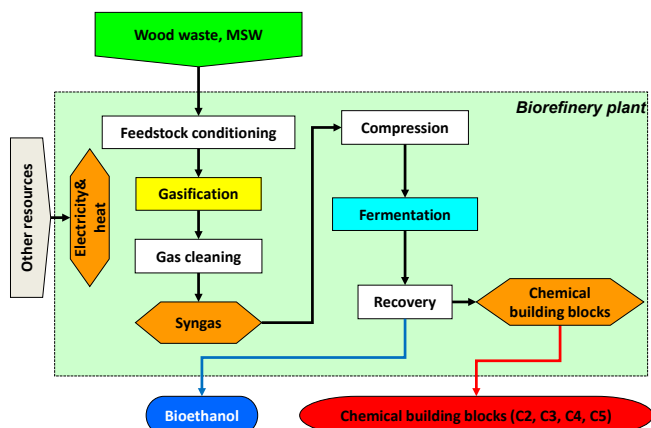 Wood waste, MSW
Biorefinery plant
Feedstock conditioning
Compression
Other resources
Electricity&
heat
Gasification
Fermentation
Gas cleaning
Syngas
Recovery
Chemical
building blocks
Bioethanol
Chemical building blocks (C2, C3, C4, C5)